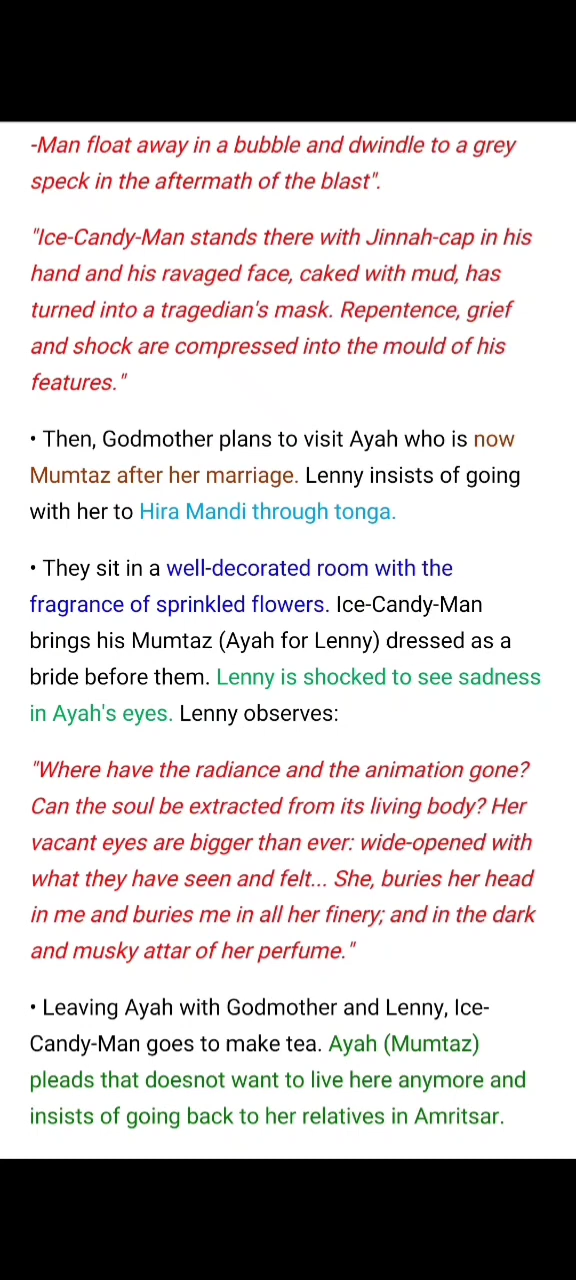 -Man float away in a bubble and dwindle to a grey
speck in the aftermath of the blast".
"Ice-Candy-Man stands there with Jinnah-cap in his
hand and his ravaged face, caked with mud, has
turned into a tragedian's mask. Repentence, grief
and shock are compressed into the mould of his
features."
• Then, Godmother plans to visit Ayah who is now
Mumtaz after her marriage. Lenny insists of going
with her to Hira Mandi through tonga.
• They sit in a well-decorated room with the
fragrance of sprinkled flowers. Ice-Candy-Man
brings his Mumtaz (Ayah for Lenny) dressed as a
bride before them. Lenny is shocked to see sadness
in Ayah's eyes. Lenny observes:
"Where have the radiance and the animation gone?
Can the soul be extracted from its living body? Her
vacant eyes are bigger than ever: wide-opened with
what they have seen and felt... She, buries her head
in me and buries me in all her finery; and in the dark
and musky attar of her perfume."
• Leaving Ayah with Godmother and Lenny, Ice-
Candy-Man goes to make tea. Ayah (Mumtaz)
pleads that doesnot want to live here anymore and
insists of going back to her relatives in Amritsar.